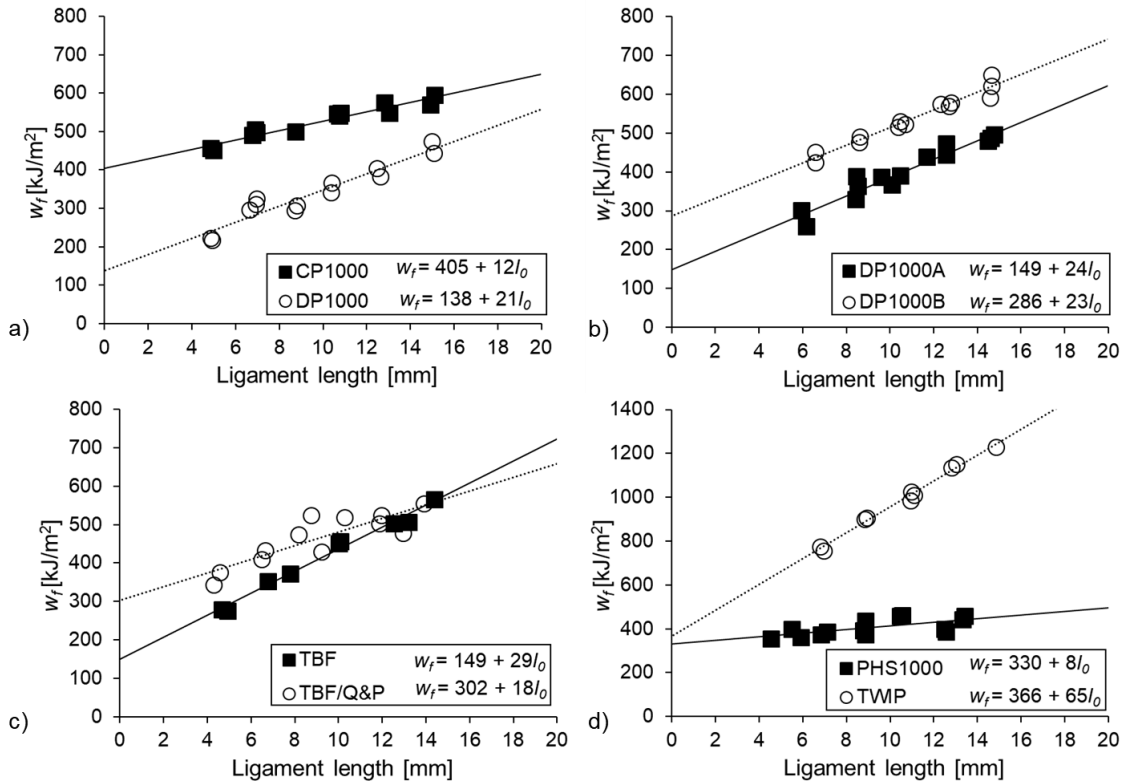 800
700
600
500
400
300
200
100
0
w_f [kJ/m²]
0 2 4 6 8 10 12 14 16 18 20
Ligament length [mm]
CP1000 w_f = 405 + 12l_0
DP1000 w_f = 138 + 21l_0
a)
800
700
600
500
400
300
200
100
0
w_f [kJ/m²]
0 2 4 6 8 10 12 14 16 18 20
Ligament length [mm]
DP1000A w_f = 149 + 24l_0
DP1000B w_f = 286 + 23l_0
b)
800
700
600
500
400
300
200
100
0
w_f [kJ/m²]
0 2 4 6 8 10 12 14 16 18 20
Ligament length [mm]
TBF w_f = 149 + 29l_0
TBF/Q&P w_f = 302 + 18l_0
c)
1400
1200
1000
800
600
400
200
0
w_f [kJ/m²]
0 2 4 6 8 10 12 14 16 18 20
Ligament length [mm]
PHS1000 w_f = 330 + 8l_0
TWIP w_f = 366 + 65l_0
d)